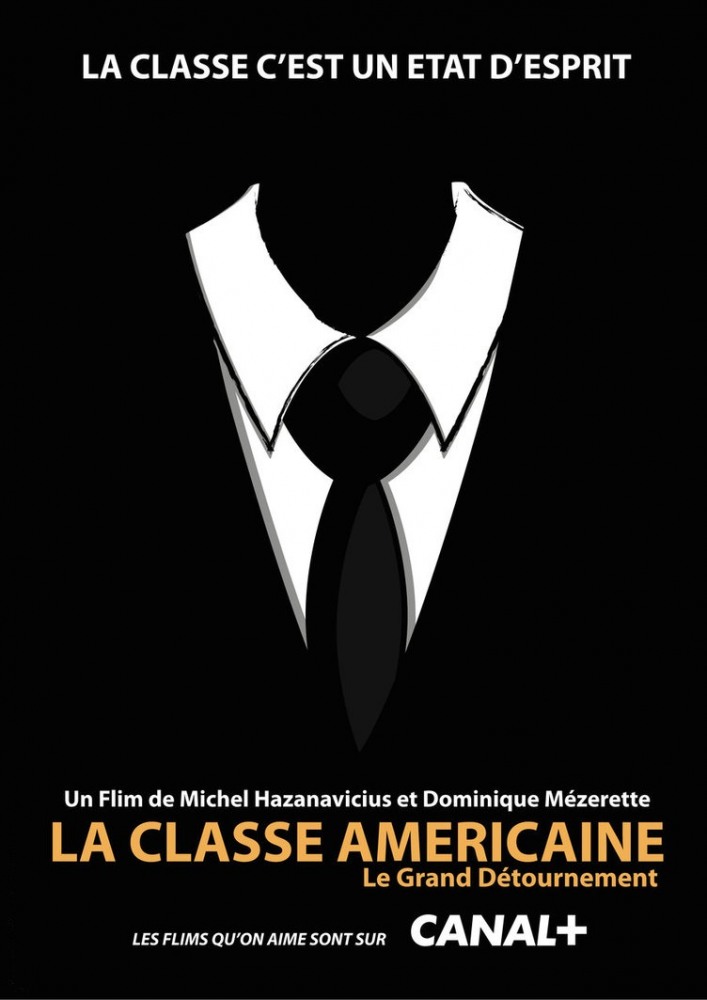 LA CLASSE C’EST UN ETAT D’ESPRIT
Un Flim de Michel Hazanavicius et Dominique Mézerette
LA CLASSE AMERICAINE
Le Grand Détournement
LES FLIMS QU’ON AIME SONT SUR CANAL+